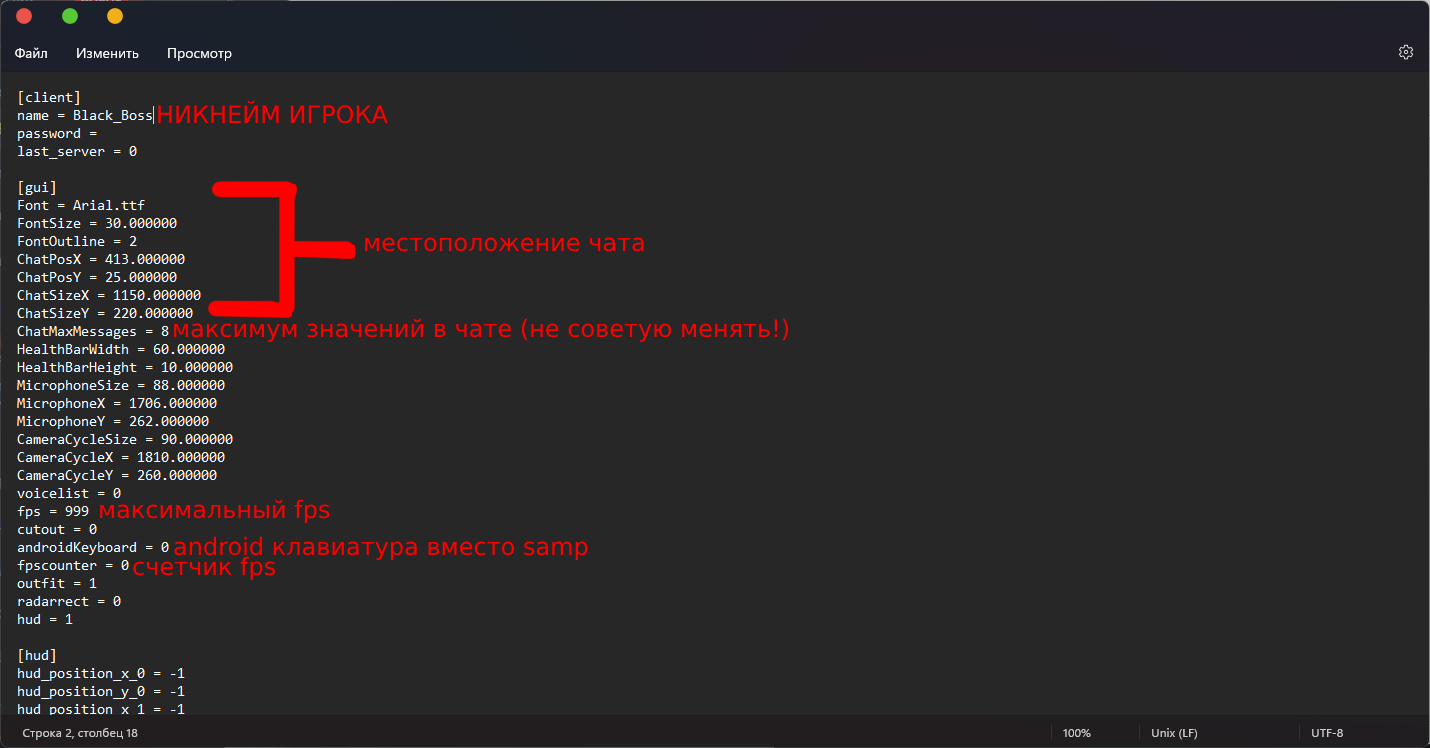 Файл Изменить Просмотр
[client]
name = Black_Boss НИКНЕЙМ ИГРОКА
password =
last_server = 0
[gui]
Font = Arial.ttf
FontSize = 30.000000
FontOutline = 2
местоположение чата
ChatPosX = 413.000000
ChatPosY = 25.000000
ChatSizeX = 1150.000000
ChatSizeY = 220.000000
ChatMaxMessages = 8 максимум значений в чате (не советую менять!)
HealthBarWidth = 60.000000
HealthBarHeight = 10.000000
MicrophoneSize = 88.000000
MicrophoneX = 1706.000000
MicrophoneY = 262.000000
CameraCycleSize = 90.000000
CameraCycleX = 1810.000000
CameraCycleY = 260.000000
voicelist = 0
fps = 999 максимальный fps
cutout = 0
androidKeyboard = 0 android клавиатура вместо samp
fpscounter = 0 счетчик fps
outfit = 1
radarrect = 0
hud = 1
[hud]
hud_position_x_0 = -1
hud_position_y_0 = -1
hud_position_x_1 = -1
Строка 2, столбец 18 100% Unix (LF) UTF-8